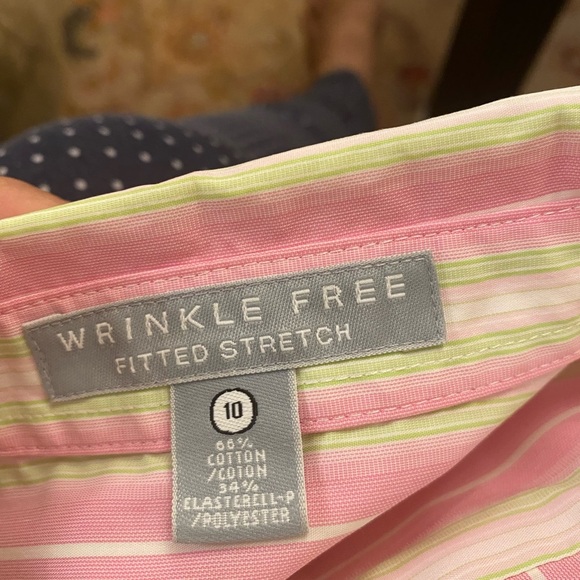 WRINKLE FREE
FITTED STRETCH
10
66%
COTTON
/COTON
34%
ELASTERELL-P
/POLYESTER